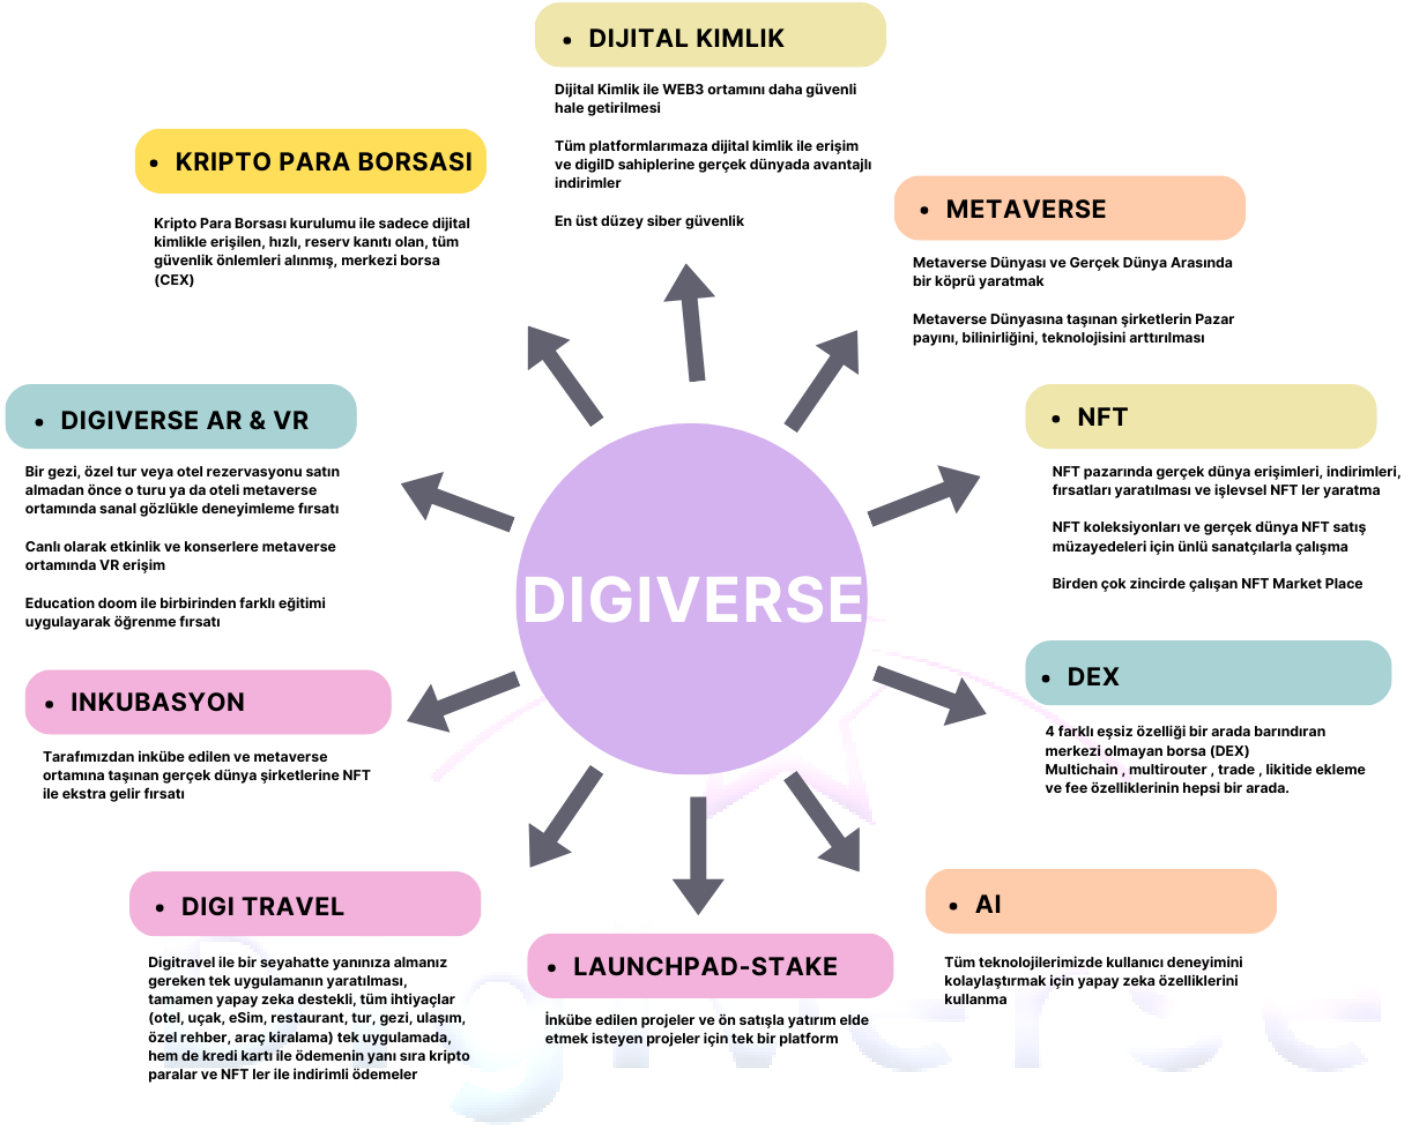 • DIJITAL KIMLIK
Dijital Kimlik ile WEB3 ortamını daha güvenli
hale getirilmesi
Tüm platformlarımaza dijital kimlik ile erişim
ve digiID sahiplerine gerçek dünyada avantajlı
indirimler
En üst düzey siber güvenlik
• KRIPTO PARA BORSASI
Kripto Para Borsası kurulumu ile sadece dijital
kimlikle erişilen, hızlı, reserv kanıtı olan, tüm
güvenlik önlemleri alınmış, merkezi borsa
(CEX)
• METAVERSE
Metaverse Dünyası ve Gerçek Dünya Arasında
bir köprü yaratmak
Metaverse Dünyasına taşınan şirketlerin Pazar
payını, bilinirliğini, teknolojisini arttırılması
• DIGIVERSE AR & VR
Bir gezi, özel tur veya otel rezervasyonu satın
almadan önce o turu ya da oteli metaverse
ortamında sanal gözlükle deneyimleme fırsatı
Canlı olarak etkinlik ve konserlere metaverse
ortamında VR erişim
Education doom ile birbirinden farklı eğitimi
uygulayarak öğrenme fırsatı
• NFT
NFT pazarında gerçek dünya erişimleri, indirimleri,
fırsatları yaratılması ve işlevsel NFT ler yaratma
NFT koleksiyonları ve gerçek dünya NFT satış
müzayedeleri için ünlü sanatçılarla çalışma
Birden çok zincirde çalışan NFT Market Place
DIGIVERSE
• INKUBASYON
Tarafımızdan inkübe edilen ve metaverse
ortamına taşınan gerçek dünya şirketlerine NFT
ile ekstra gelir fırsatı
• DEX
4 farklı eşsiz özelliği bir arada barındıran
merkezi olmayan borsa (DEX)
Multichain , multirouter , trade , likitide ekleme
ve fee özelliklerinin hepsi bir arada.
• DIGI TRAVEL
Digitravel ile bir seyahatte yanınıza almanız
gereken tek uygulamanın yaratılması,
tamamen yapay zeka destekli, tüm ihtiyaçlar
(otel, uçak, eSim, restaurant, tur, gezi, ulaşım,
özel rehber, araç kiralama) tek uygulamada,
hem de kredi kartı ile ödemenin yanı sıra kripto
paralar ve NFT ler ile indirimli ödemeler
• LAUNCHPAD-STAKE
İnkübe edilen projeler ve ön satışla yatırım elde
etmek isteyen projeler için tek bir platform
• AI
Tüm teknolojilerimizde kullanıcı deneyimini
kolaylaştırmak için yapay zeka özelliklerini
kullanma
Digiverse